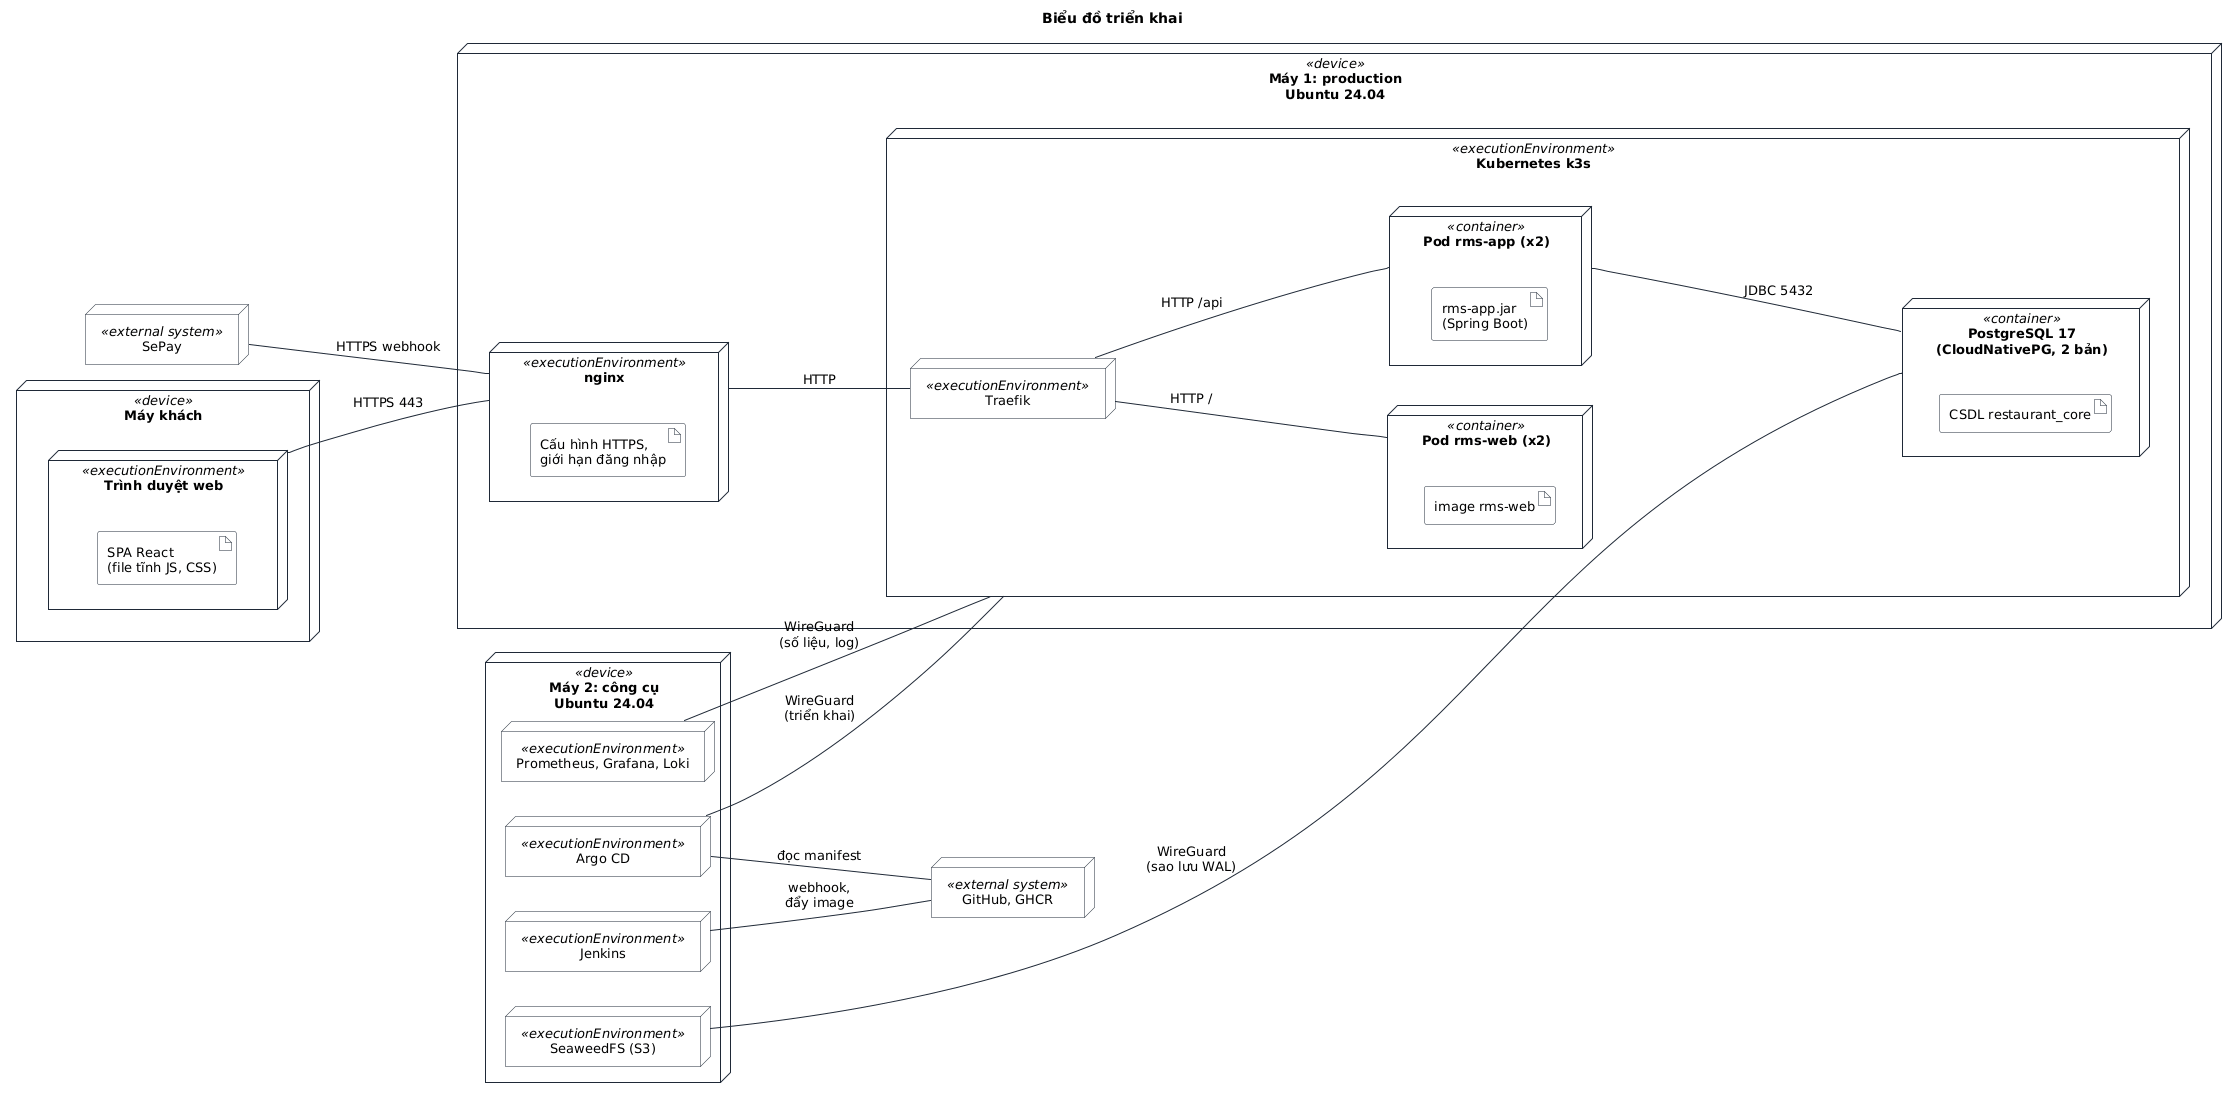 Biểu đồ triển khai
«device»
Máy 1: production
Ubuntu 24.04
«executionEnvironment»
Kubernetes k3s
«container»
Pod rms-app (x2)
rms-app.jar
(Spring Boot)
HTTP /api
JDBC 5432
«container»
PostgreSQL 17
(CloudNativePG, 2 bản)
CSDL restaurant_core
«external system»
SePay
HTTPS webhook
«executionEnvironment»
nginx
Cấu hình HTTPS,
giới hạn đăng nhập
HTTP
«executionEnvironment»
Traefik
HTTP /
«container»
Pod rms-web (x2)
image rms-web
«device»
Máy khách
HTTPS 443
«executionEnvironment»
Trình duyệt web
SPA React
(file tĩnh JS, CSS)
WireGuard
(số liệu, log)
«device»
Máy 2: công cụ
Ubuntu 24.04
WireGuard
(triển khai)
«executionEnvironment»
Prometheus, Grafana, Loki
«executionEnvironment»
Argo CD
đọc manifest
webhook,
đẩy image
«external system»
GitHub, GHCR
WireGuard
(sao lưu WAL)
«executionEnvironment»
Jenkins
«executionEnvironment»
SeaweedFS (S3)